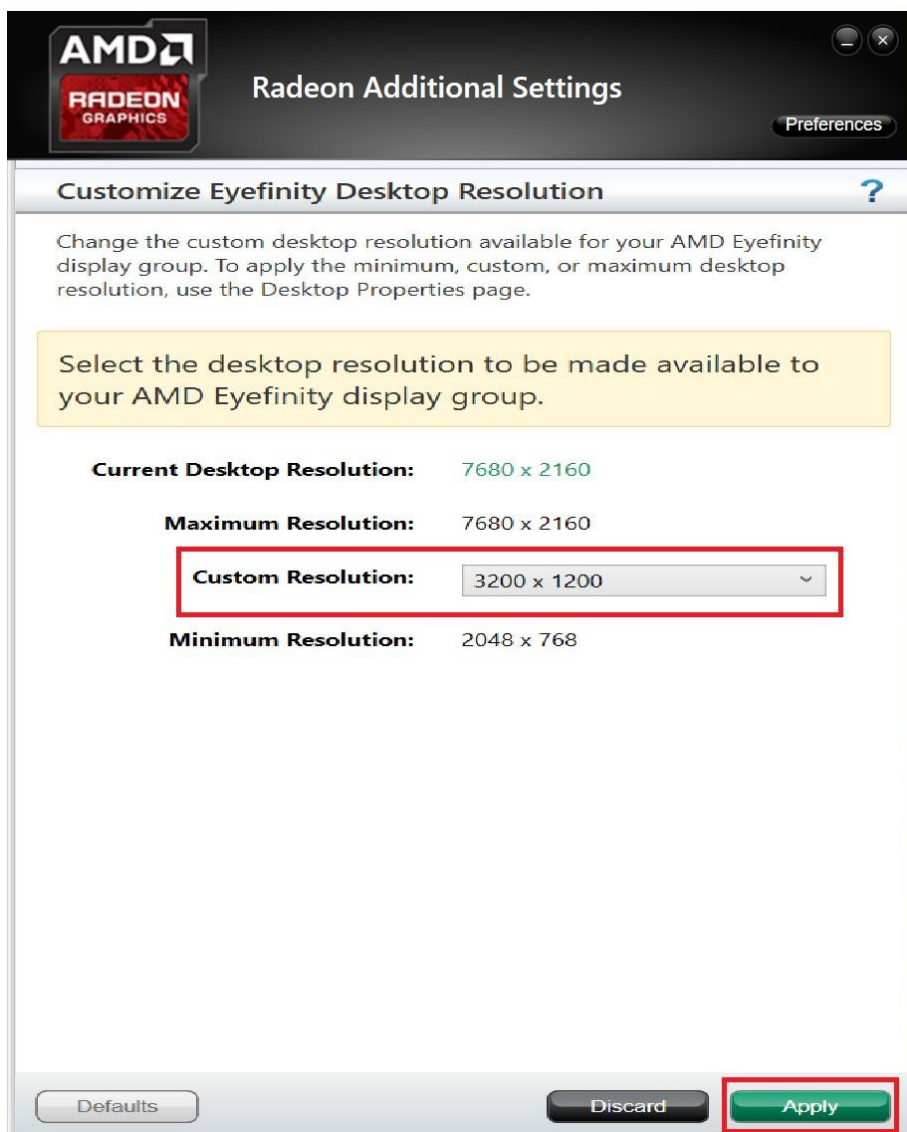 AMD
RADEON
GRAPHICS
Radeon Additional Settings
Preferences
Customize Eyefinity Desktop Resolution
?
Change the custom desktop resolution available for your AMD Eyefinity
display group. To apply the minimum, custom, or maximum desktop
resolution, use the Desktop Properties page.
Select the desktop resolution to be made available to
your AMD Eyefinity display group.
Current Desktop Resolution: 7680 x 2160
Maximum Resolution: 7680 x 2160
Custom Resolution: 3200 x 1200
Minimum Resolution: 2048 x 768
Defaults Discard Apply